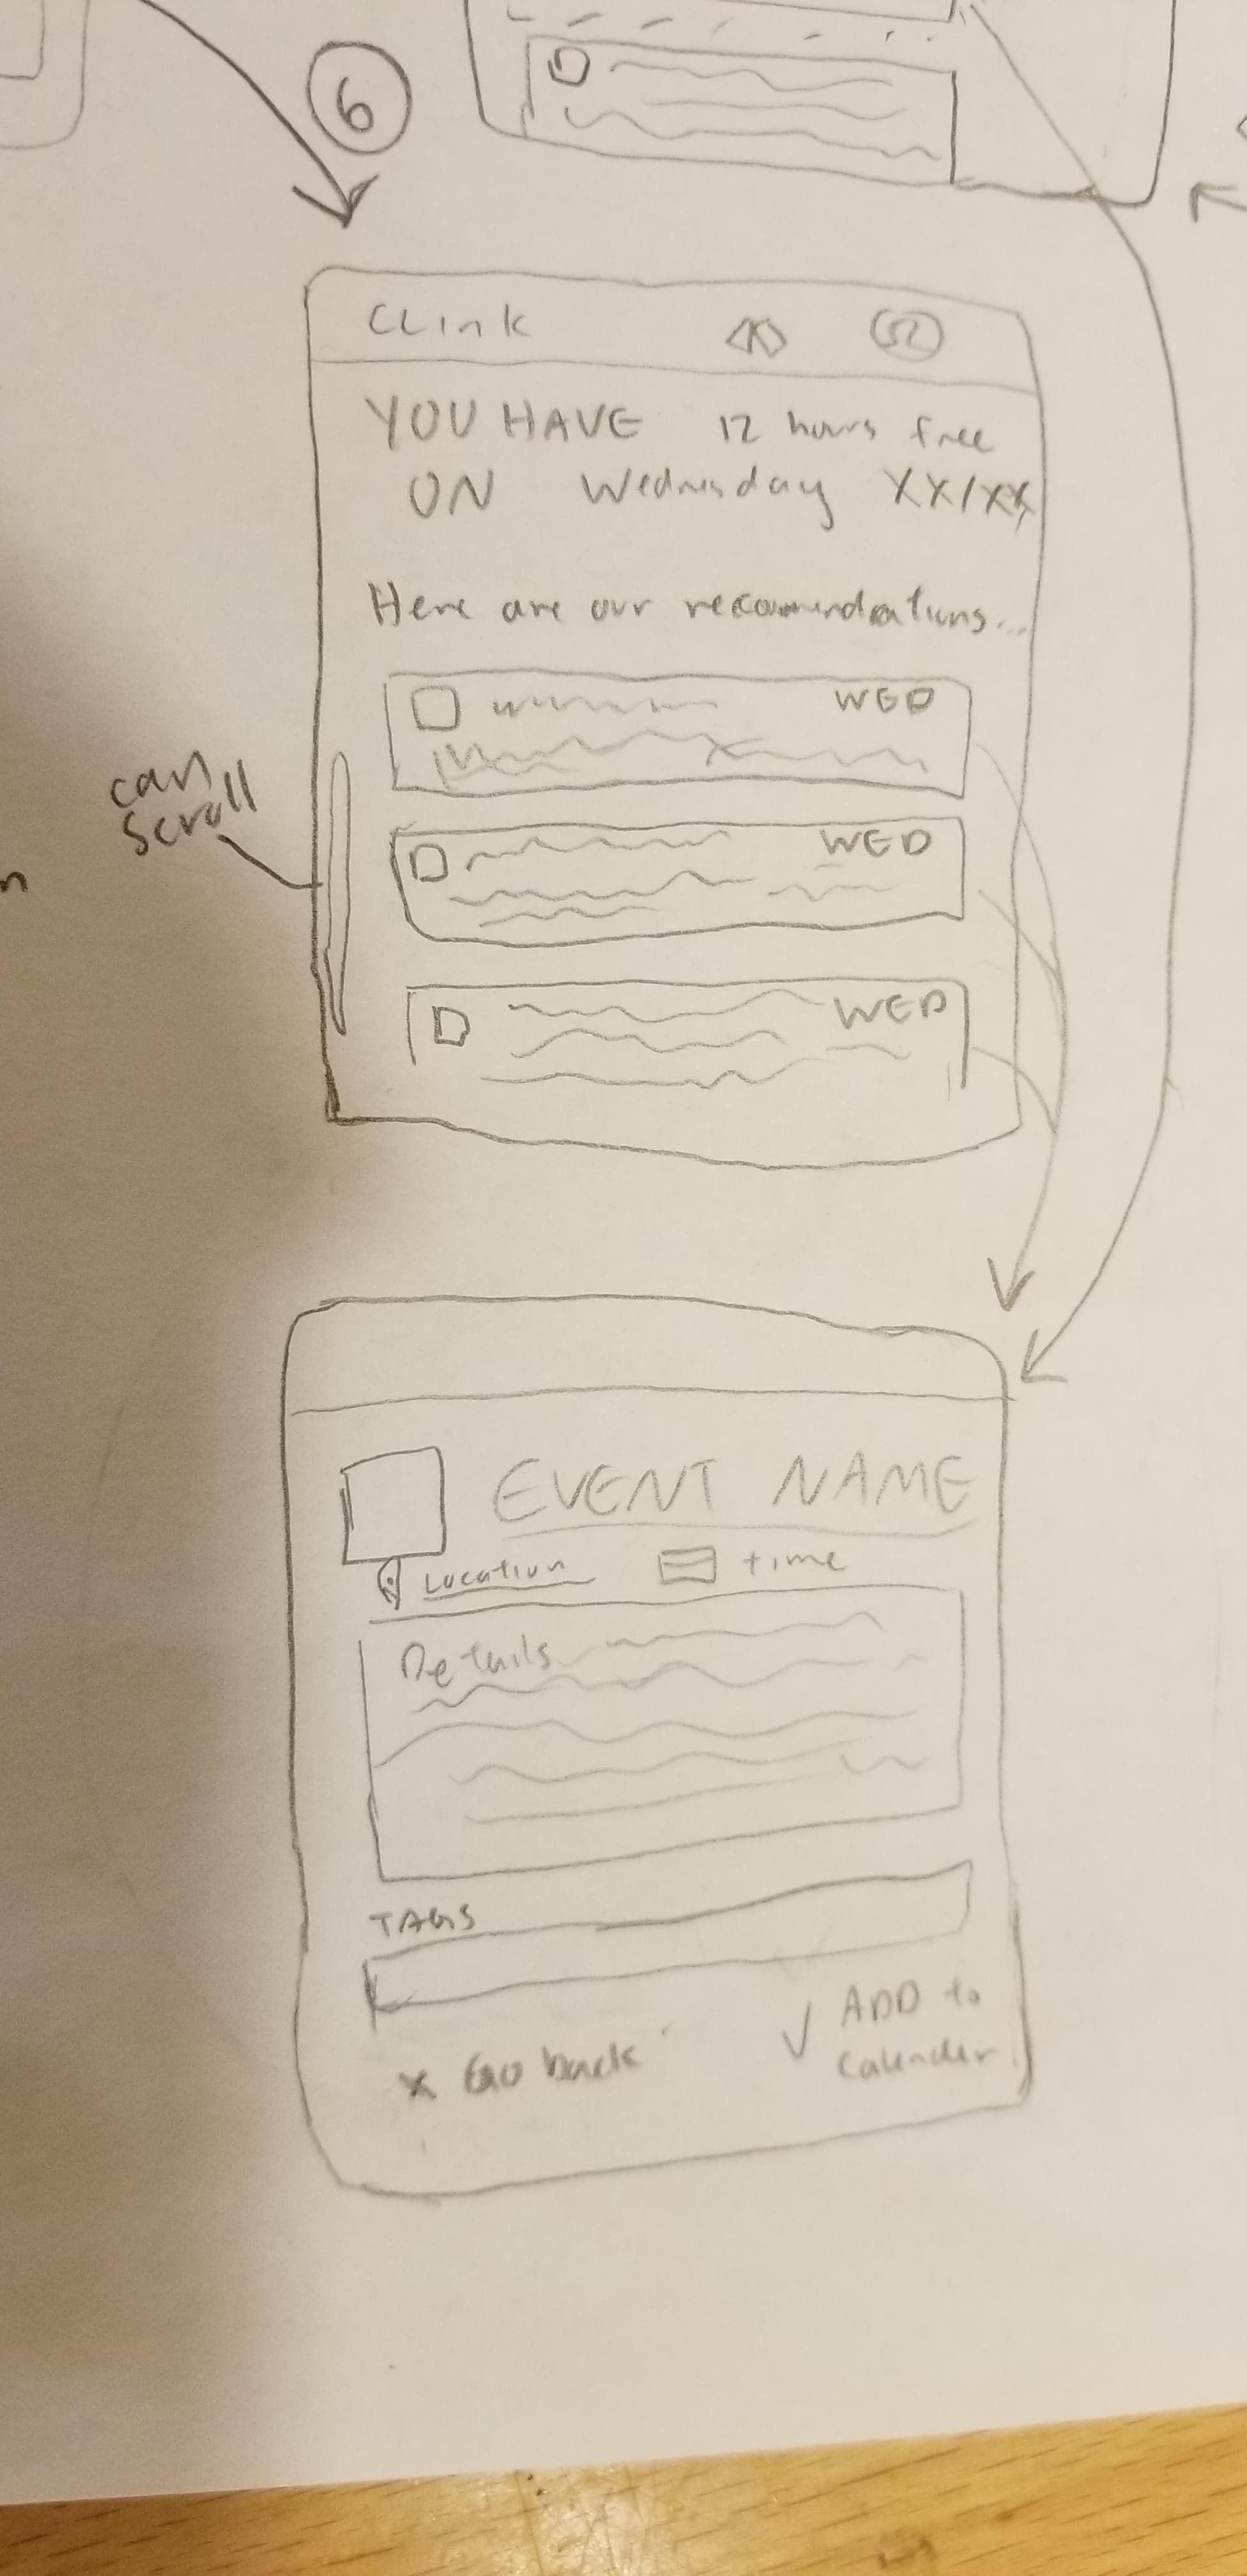 6
CLink
YOU HAVE 12 hours free
ON Wednesday XX/XX
Here are our recomendations...
WED
can
scroll
WED
WED
n
EVENT NAME
Location time
Details
TAGS
ADD to
x Go back
Calender